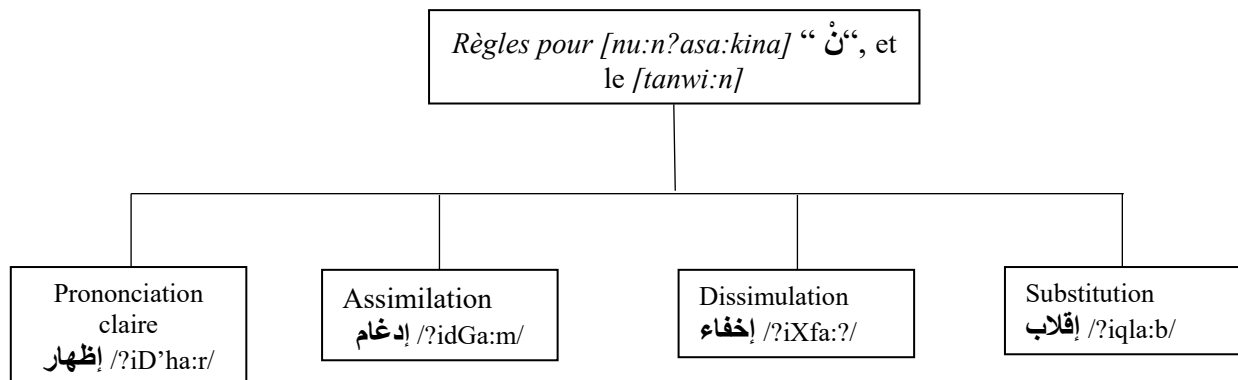 Règles pour [nu:n?asa:kina] “ نْ “, et
le [tanwi:n]
Prononciation
claire
إظهار /?iD’ha:r/
Assimilation
إدغام /?idGa:m/
Dissimulation
إخفاء /?iXfa:?/
Substitution
إقلاب /?iqla:b/